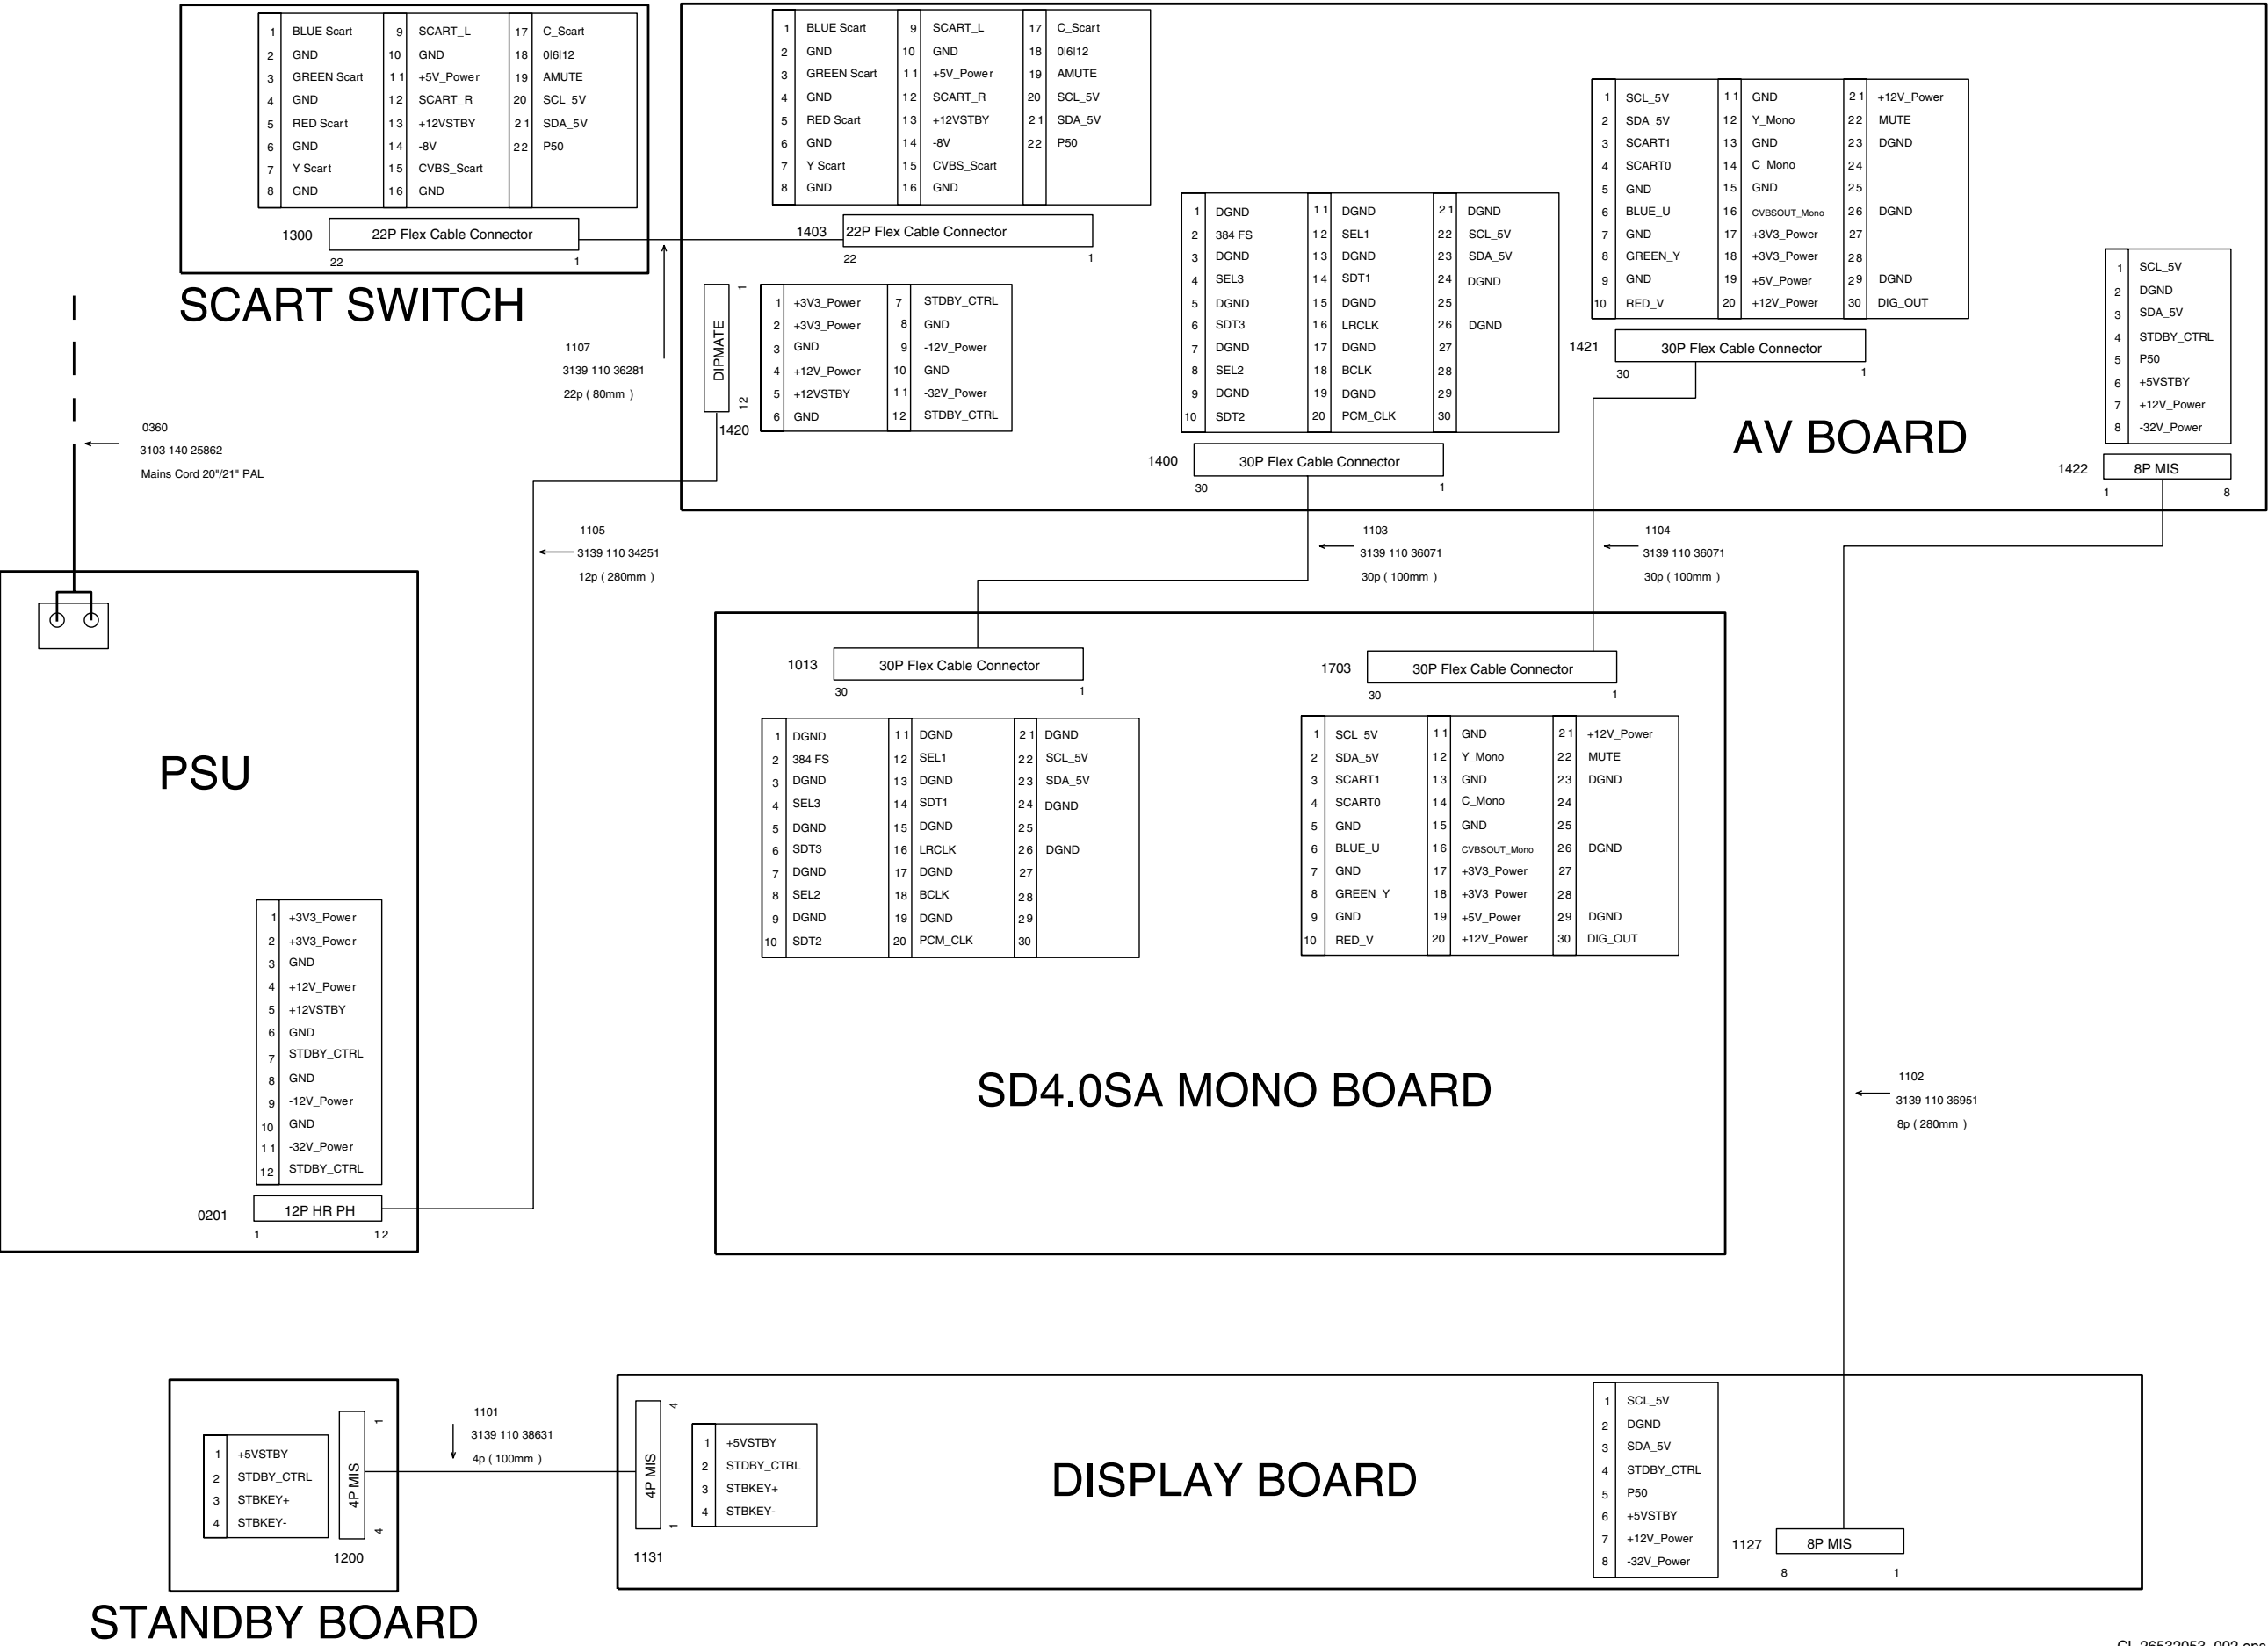 1 BLUE Scart 9 SCART_L 17 C_Scart
2 GND 10 GND 18 0|6|12
3 GREEN Scart 11 +5V_Power 19 AMUTE
4 GND 12 SCART_R 20 SCL_5V
5 RED Scart 13 +12VSTBY 21 SDA_5V
6 GND 14 -8V 22 P50
7 Y Scart 15 CVBS_Scart
8 GND 16 GND
1300 22P Flex Cable Connector
22 1
SCART SWITCH
1 BLUE Scart 9 SCART_L 17 C_Scart
2 GND 10 GND 18 0|6|12
3 GREEN Scart 11 +5V_Power 19 AMUTE
4 GND 12 SCART_R 20 SCL_5V
5 RED Scart 13 +12VSTBY 21 SDA_5V
6 GND 14 -8V 22 P50
7 Y Scart 15 CVBS_Scart
8 GND 16 GND
1403 22P Flex Cable Connector
22 1
1107
3139 110 36281
22p ( 80mm )
DIPMATE
1
12
1420
1 +3V3_Power 7 STDBY_CTRL
2 +3V3_Power 8 GND
3 GND 9 -12V_Power
4 +12V_Power 10 GND
5 +12VSTBY 11 -32V_Power
6 GND 12 STDBY_CTRL
1 DGND 11 DGND 21 DGND
2 384 FS 12 SEL1 22 SCL_5V
3 DGND 13 DGND 23 SDA_5V
4 SEL3 14 SDT1 24 DGND
5 DGND 15 DGND 25
6 SDT3 16 LRCLK 26 DGND
7 DGND 17 DGND 27
8 SEL2 18 BCLK 28
9 DGND 19 DGND 29
10 SDT2 20 PCM_CLK 30
1400 30P Flex Cable Connector
30 1
1 SCL_5V 11 GND 21 +12V_Power
2 SDA_5V 12 Y_Mono 22 MUTE
3 SCART1 13 GND 23 DGND
4 SCART0 14 C_Mono 24
5 GND 15 GND 25
6 BLUE_U 16 CVBSOUT_Mono 26 DGND
7 GND 17 +3V3_Power 27
8 GREEN_Y 18 +3V3_Power 28
9 GND 19 +5V_Power 29 DGND
10 RED_V 20 +12V_Power 30 DIG_OUT
1421 30P Flex Cable Connector
30 1
AV BOARD
1 SCL_5V
2 DGND
3 SDA_5V
4 STDBY_CTRL
5 P50
6 +5VSTBY
7 +12V_Power
8 -32V_Power
1422 8P MIS
1 8
0360
3103 140 25862
Mains Cord 20"/21" PAL
1105
3139 110 34251
12p ( 280mm )
1103
3139 110 36071
30p ( 100mm )
1104
3139 110 36071
30p ( 100mm )
PSU
1 +3V3_Power
2 +3V3_Power
3 GND
4 +12V_Power
5 +12VSTBY
6 GND
7 STDBY_CTRL
8 GND
9 -12V_Power
10 GND
11 -32V_Power
12 STDBY_CTRL
0201 12P HR PH
1 12
1013 30P Flex Cable Connector
30 1
1 DGND 11 DGND 21 DGND
2 384 FS 12 SEL1 22 SCL_5V
3 DGND 13 DGND 23 SDA_5V
4 SEL3 14 SDT1 24 DGND
5 DGND 15 DGND 25
6 SDT3 16 LRCLK 26 DGND
7 DGND 17 DGND 27
8 SEL2 18 BCLK 28
9 DGND 19 DGND 29
10 SDT2 20 PCM_CLK 30
1703 30P Flex Cable Connector
30 1
1 SCL_5V 11 GND 21 +12V_Power
2 SDA_5V 12 Y_Mono 22 MUTE
3 SCART1 13 GND 23 DGND
4 SCART0 14 C_Mono 24
5 GND 15 GND 25
6 BLUE_U 16 CVBSOUT_Mono 26 DGND
7 GND 17 +3V3_Power 27
8 GREEN_Y 18 +3V3_Power 28
9 GND 19 +5V_Power 29 DGND
10 RED_V 20 +12V_Power 30 DIG_OUT
SD4.0SA MONO BOARD
1102
3139 110 36951
8p ( 280mm )
1 +5VSTBY
2 STDBY_CTRL
3 STBKEY+
4 STBKEY-
4P MIS
1
4
1200
STANDBY BOARD
1101
3139 110 38631
4p ( 100mm )
4P MIS
4
1
1131
1 +5VSTBY
2 STDBY_CTRL
3 STBKEY+
4 STBKEY-
DISPLAY BOARD
1 SCL_5V
2 DGND
3 SDA_5V
4 STDBY_CTRL
5 P50
6 +5VSTBY
7 +12V_Power
8 -32V_Power
1127 8P MIS
8 1